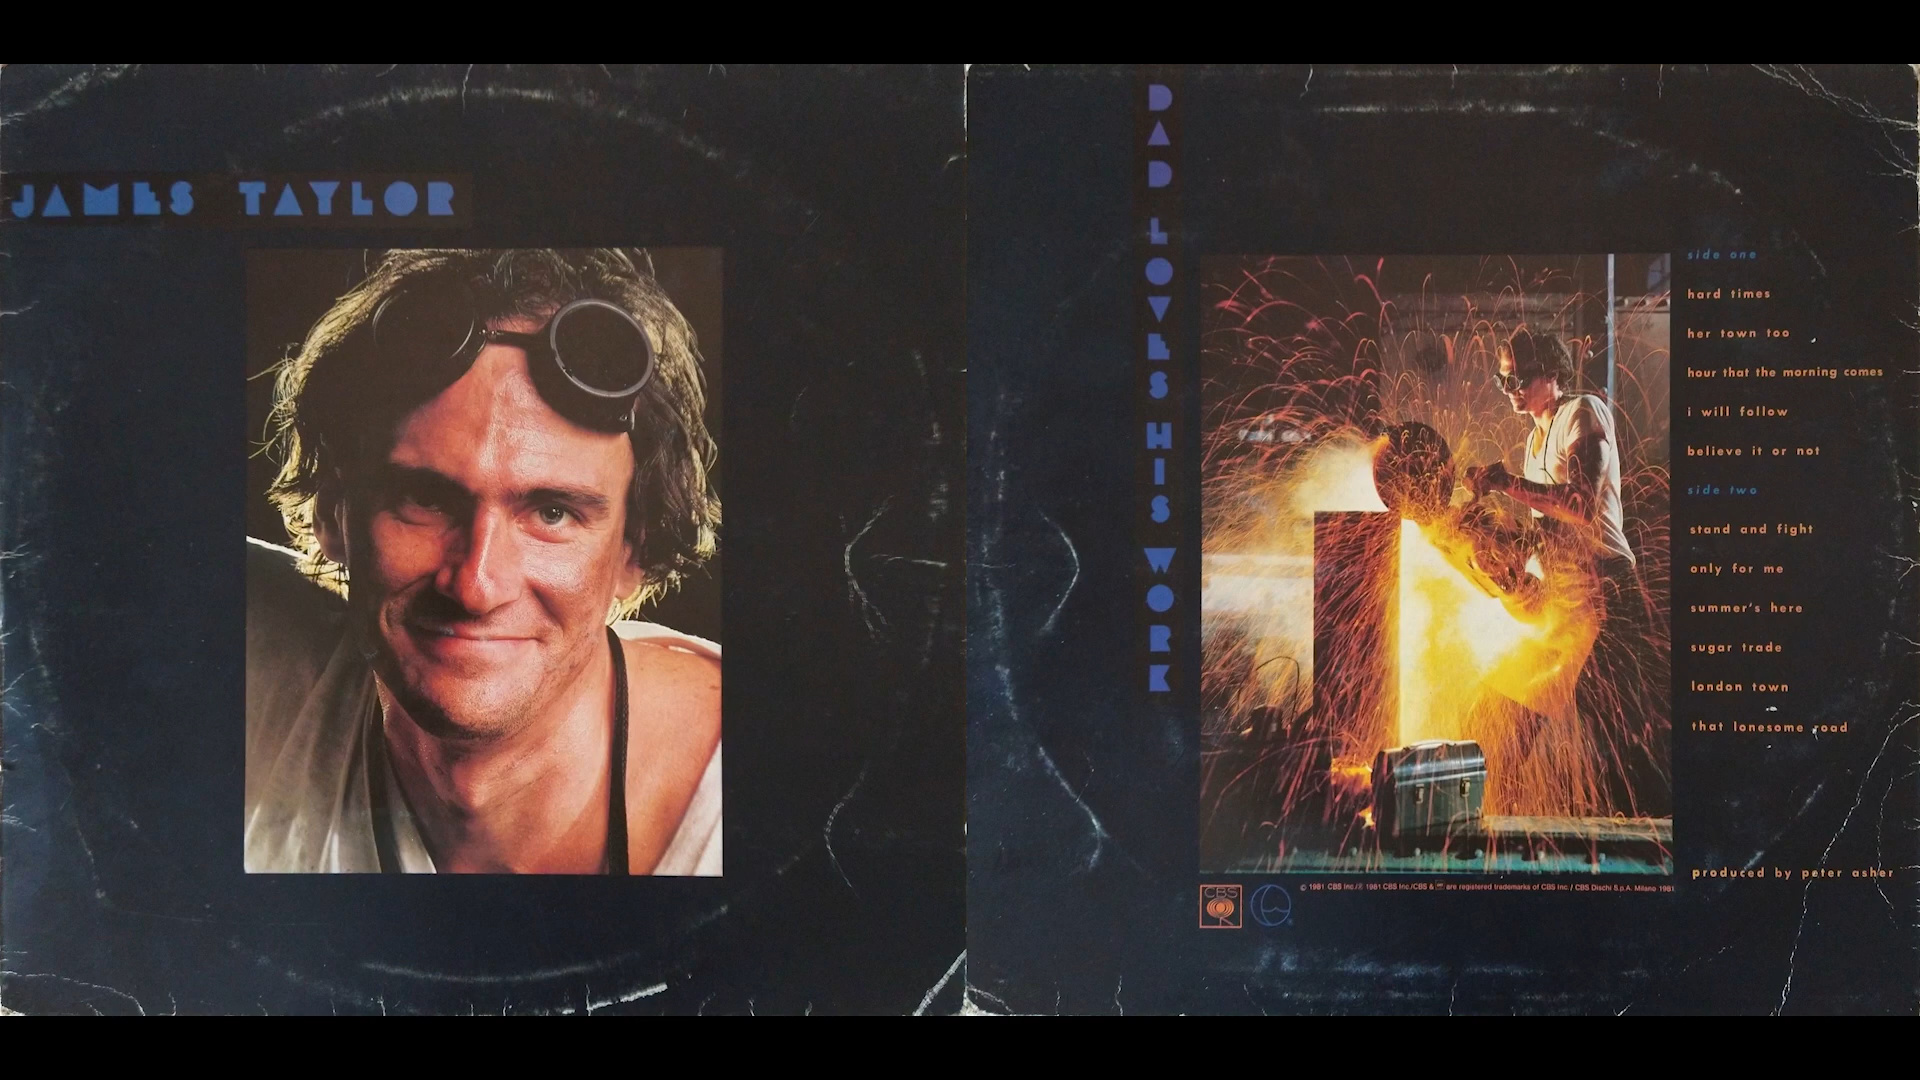 JAMES TAYLOR
DAD LOVES HIS WORK
side one
hard times
her town too
hour that the morning comes
i will follow
believe it or not
side two
stand and fight
only for me
summer's here
sugar trade
london town
that lonesome road
produced by peter asher
CBS
© 1981 CBS Inc./℗ 1981 CBS Inc./CBS & are registered trademarks of CBS Inc. / CBS Dischi S.p.A. Milano 1981